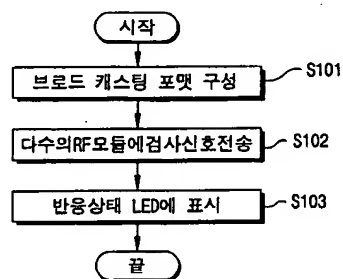 시작
브로드 캐스팅 포맷 구성 S101
다수의RF모듈에검사신호전송 S102
반응상태 LED에 표시 S103
끝